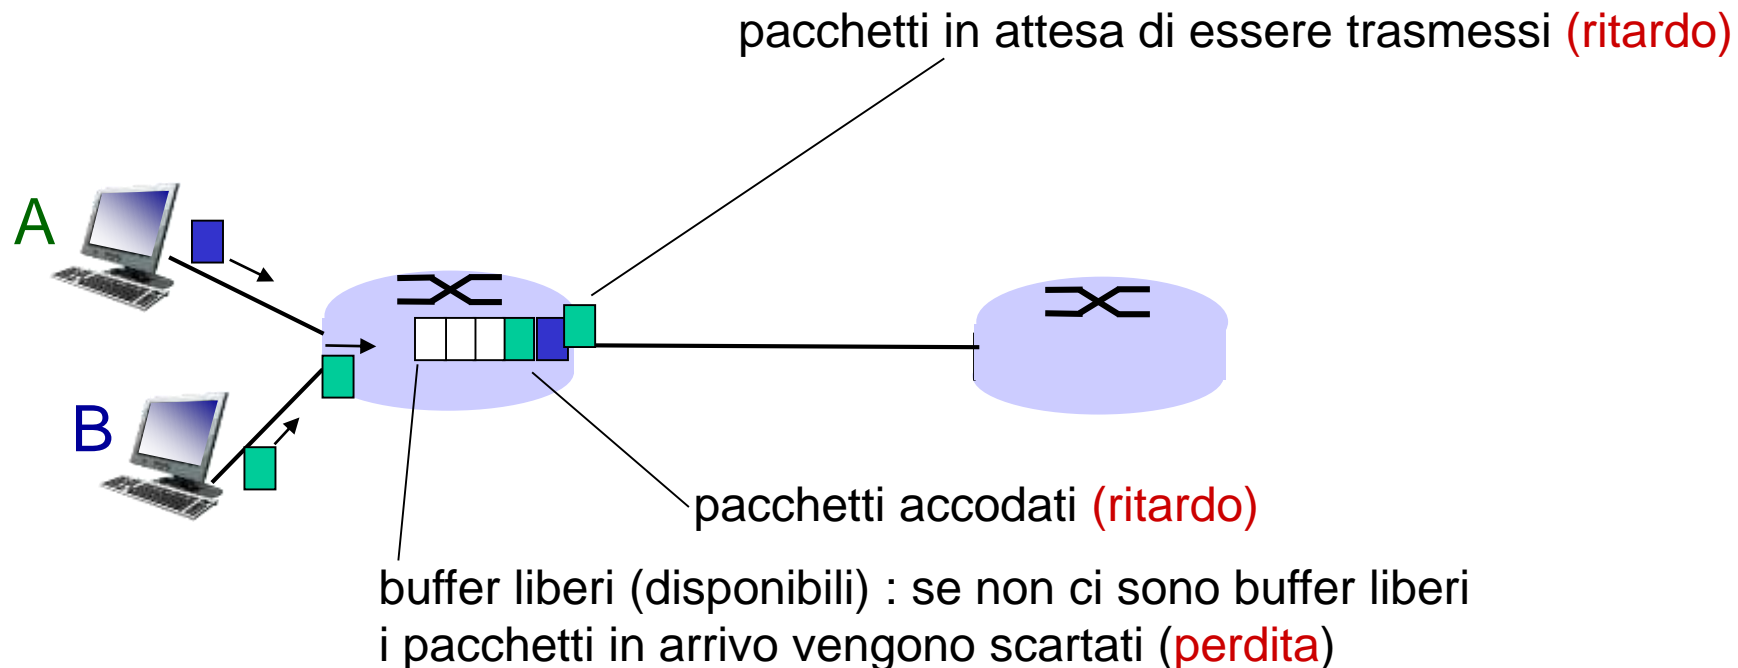 pacchetti in attesa di essere trasmessi (ritardo)
A
B
pacchetti accodati (ritardo)
buffer liberi (disponibili) : se non ci sono buffer liberi
i pacchetti in arrivo vengono scartati (perdita)